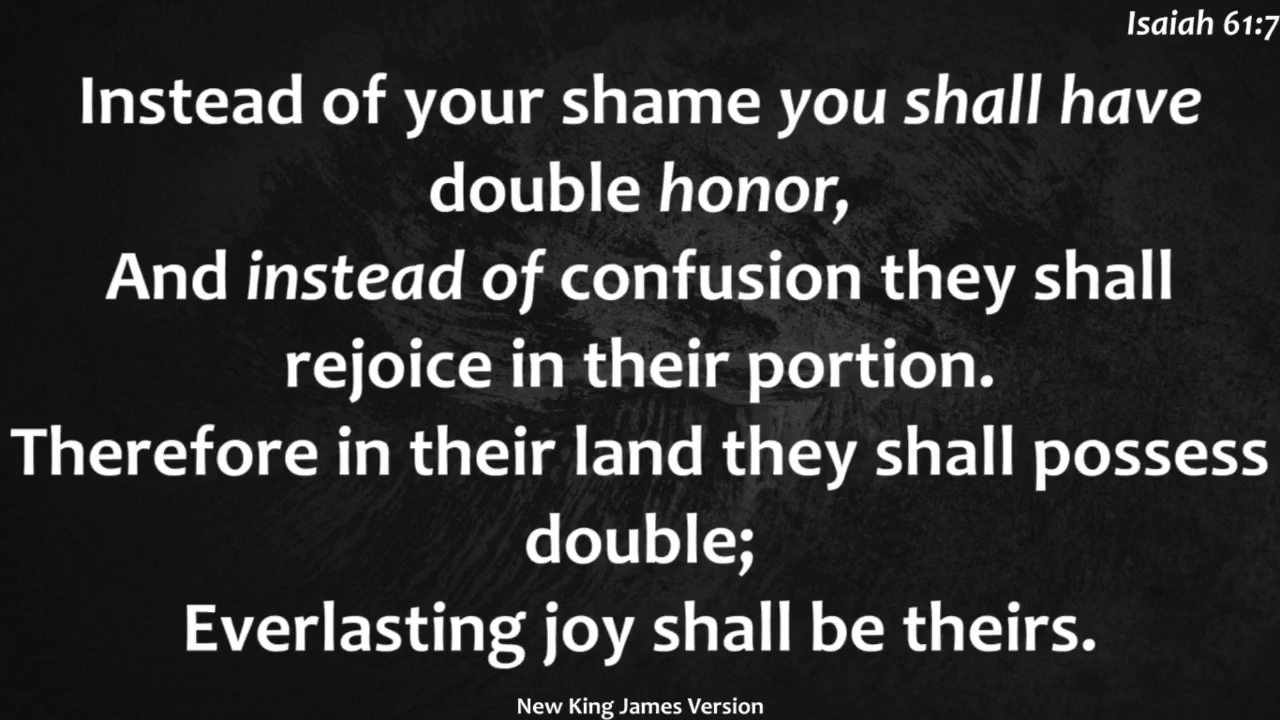 Isaiah 61:7
Instead of your shame you shall have
double honor,
And instead of confusion they shall
rejoice in their portion.
Therefore in their land they shall possess
double;
Everlasting joy shall be theirs.
New King James Version